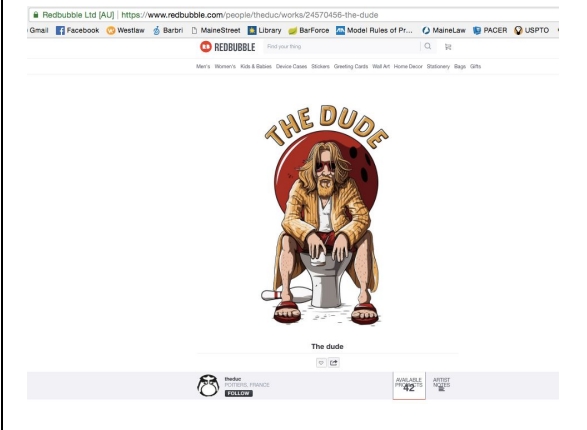 Redbubble Ltd [AU] | https://www.redbubble.com/people/theduc/works/24570456-the-dude
Gmail Facebook Westlaw Barbri MaineStreet Library BarForce Model Rules of Pr... MaineLaw PACER USPTO
REDBUBBLE Find your thing
Men's Women's Kids & Babies Device Cases Stickers Greeting Cards Wall Art Home Decor Stationery Bags Gifts
THE DUDE
The dude
theduc
POITIERS, FRANCE
FOLLOW
AVAILABLE PRODUCTS
42
ARTIST NOTES